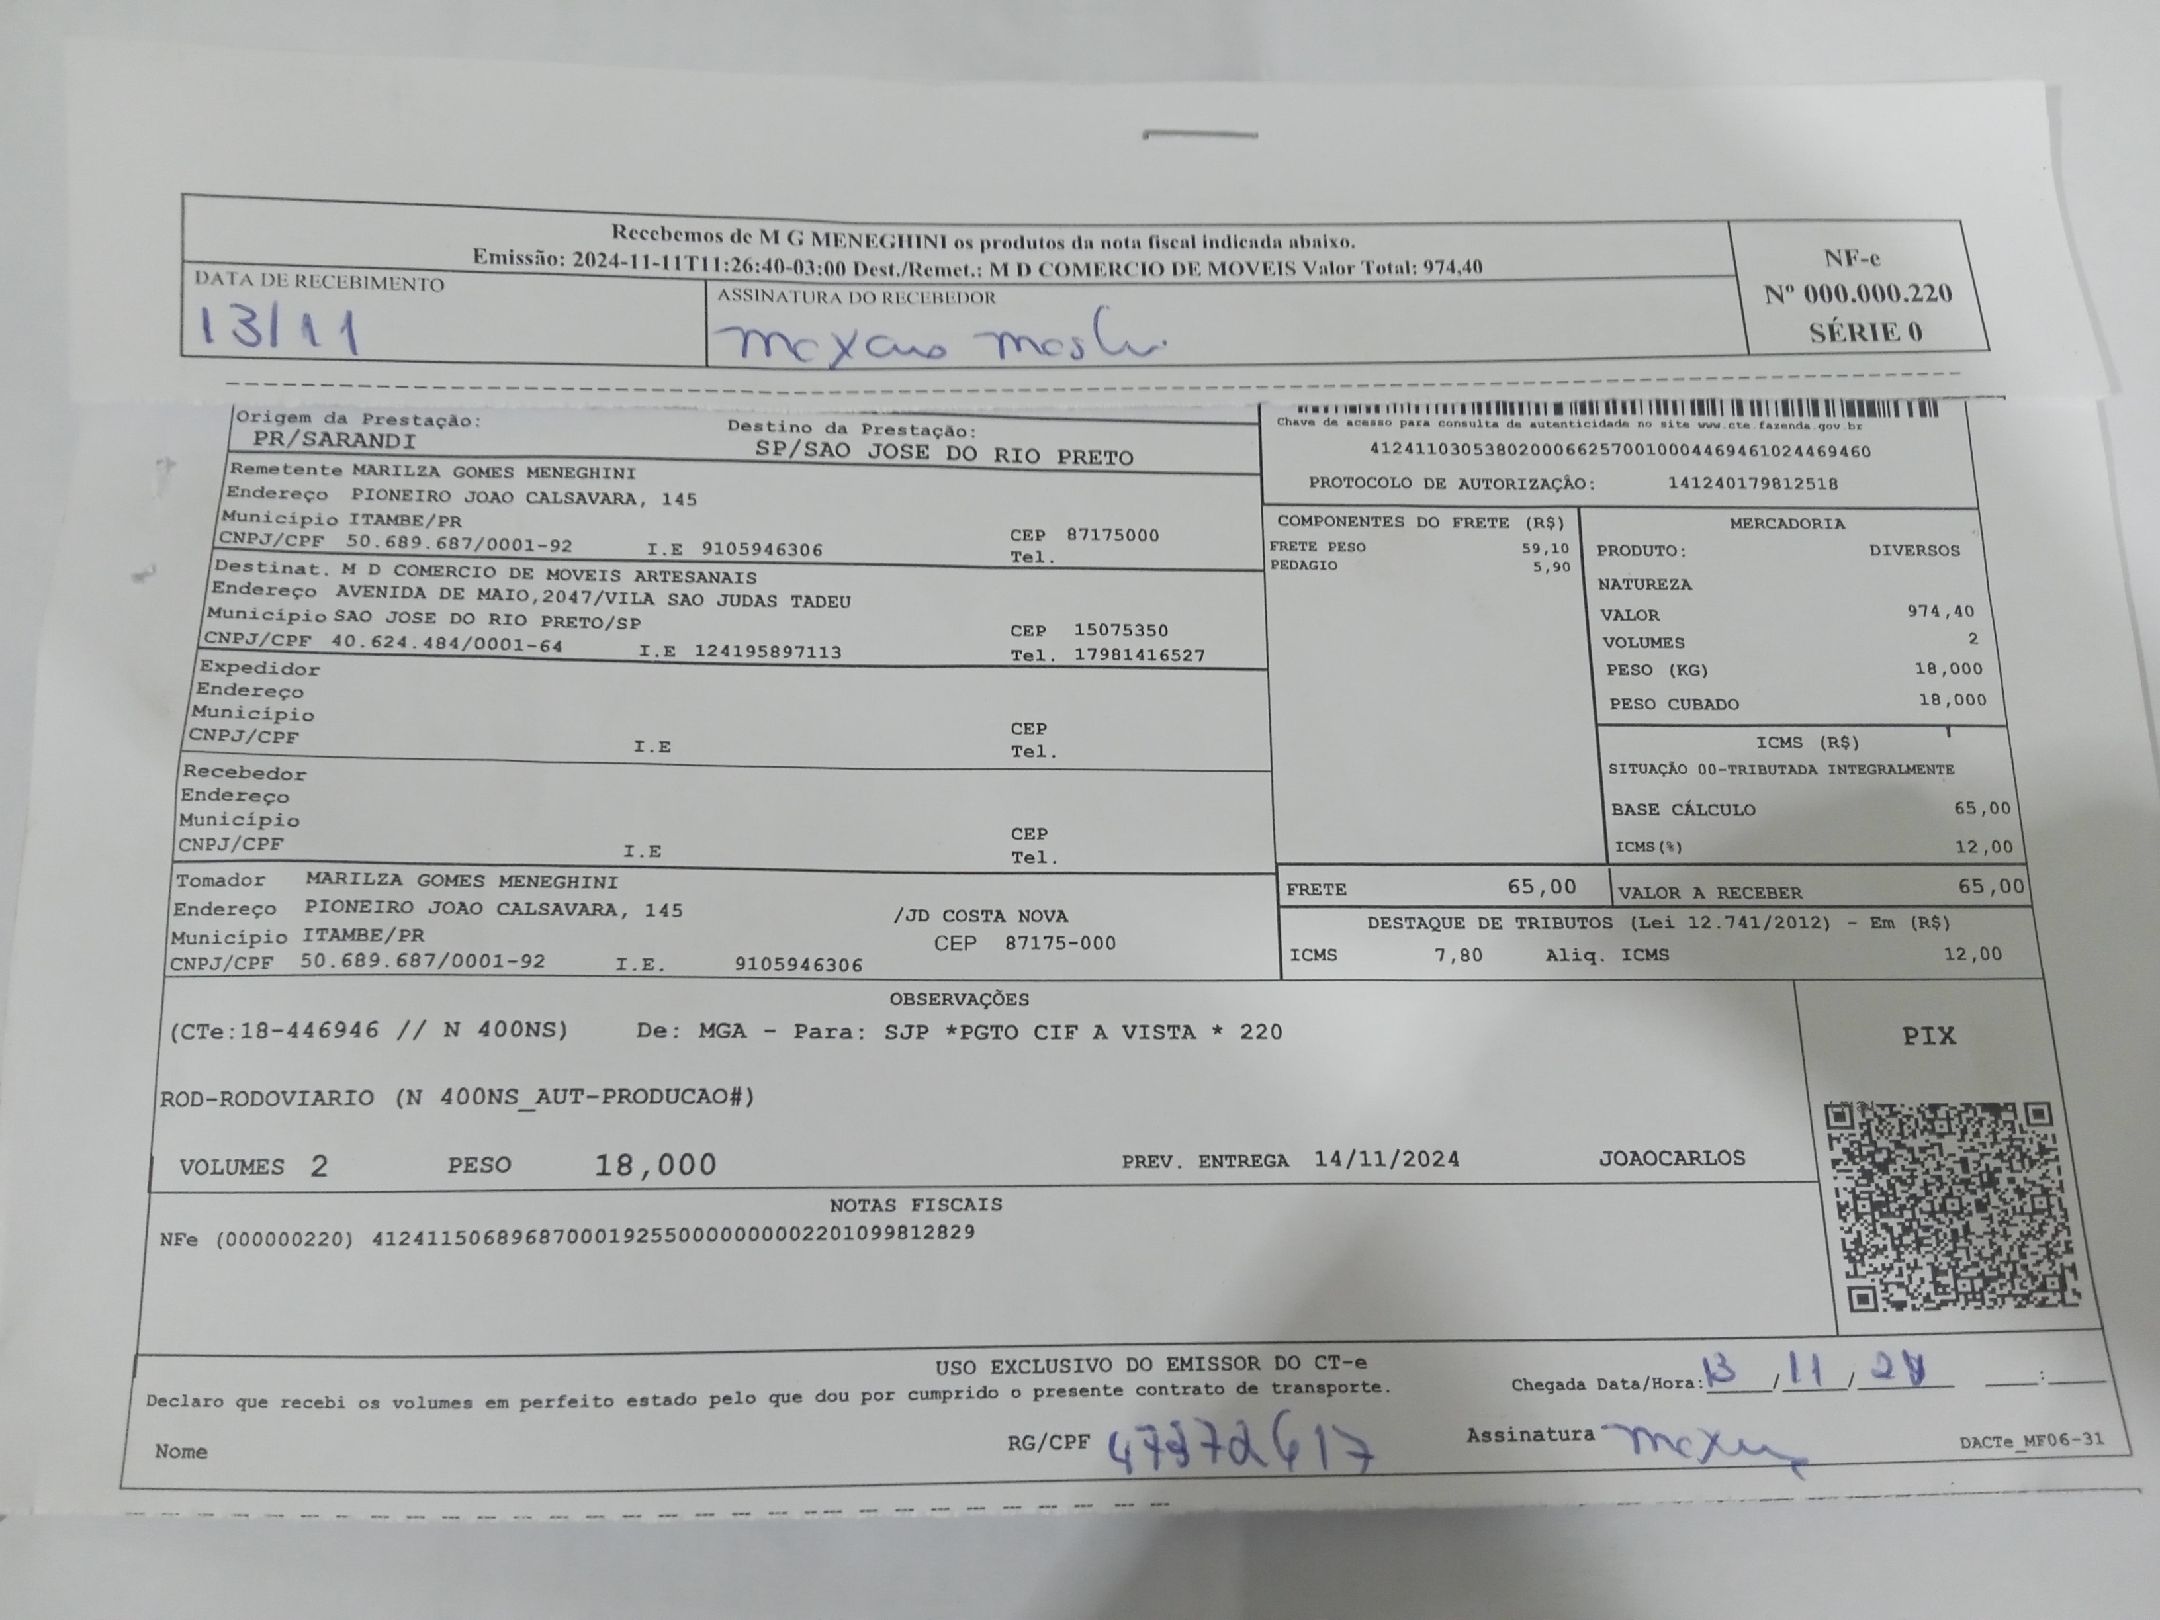 Recebemos de M G MENEGHINI os produtos da nota fiscal indicada abaixo.
Emissão: 2024-11-11T11:26:40-03:00 Dest./Remet.: M D COMERCIO DE MOVEIS Valor Total: 974,40
NF-e
Nº 000.000.220
SÉRIE 0
DATA DE RECEBIMENTO
13/11
ASSINATURA DO RECEBEDOR
Origem da Prestação:
PR/SARANDI
Destino da Prestação:
SP/SAO JOSE DO RIO PRETO
Chave de acesso para consulta de autenticidade no site www.cte.fazenda.gov.br
41241103053802000662570010004469461024469460
PROTOCOLO DE AUTORIZAÇÃO: 141240179812518
Remetente MARILZA GOMES MENEGHINI
Endereço PIONEIRO JOAO CALSAVARA, 145
Município ITAMBE/PR CEP 87175000
CNPJ/CPF 50.689.687/0001-92 I.E 9105946306 Tel.
Destinat. M D COMERCIO DE MOVEIS ARTESANAIS
Endereço AVENIDA DE MAIO,2047/VILA SAO JUDAS TADEU
Município SAO JOSE DO RIO PRETO/SP CEP 15075350
CNPJ/CPF 40.624.484/0001-64 I.E 124195897113 Tel. 17981416527
Expedidor
Endereço
Município CEP
CNPJ/CPF I.E Tel.
Recebedor
Endereço
Município CEP
CNPJ/CPF I.E Tel.
Tomador MARILZA GOMES MENEGHINI
Endereço PIONEIRO JOAO CALSAVARA, 145 /JD COSTA NOVA
Município ITAMBE/PR CEP 87175-000
CNPJ/CPF 50.689.687/0001-92 I.E. 9105946306
COMPONENTES DO FRETE (R$)
FRETE PESO 59,10
PEDAGIO 5,90
MERCADORIA
PRODUTO: DIVERSOS
NATUREZA
VALOR 974,40
VOLUMES 2
PESO (KG) 18,000
PESO CUBADO 18,000
ICMS (R$)
SITUAÇÃO 00-TRIBUTADA INTEGRALMENTE
BASE CÁLCULO 65,00
ICMS(%) 12,00
FRETE 65,00 VALOR A RECEBER 65,00
DESTAQUE DE TRIBUTOS (Lei 12.741/2012) - Em (R$)
ICMS 7,80 Aliq. ICMS 12,00
OBSERVAÇÕES
(CTe:18-446946 // N 400NS) De: MGA - Para: SJP *PGTO CIF A VISTA * 220
ROD-RODOVIARIO (N 400NS_AUT-PRODUCAO#)
VOLUMES 2 PESO 18,000 PREV. ENTREGA 14/11/2024 JOAOCARLOS
PIX
NOTAS FISCAIS
NFe (000000220) 41241150689687000192550000000002201099812829
USO EXCLUSIVO DO EMISSOR DO CT-e
Declaro que recebi os volumes em perfeito estado pelo que dou por cumprido o presente contrato de transporte.
Chegada Data/Hora: 13/11/24 :
Nome RG/CPF Assinatura DACTe_MF06-31